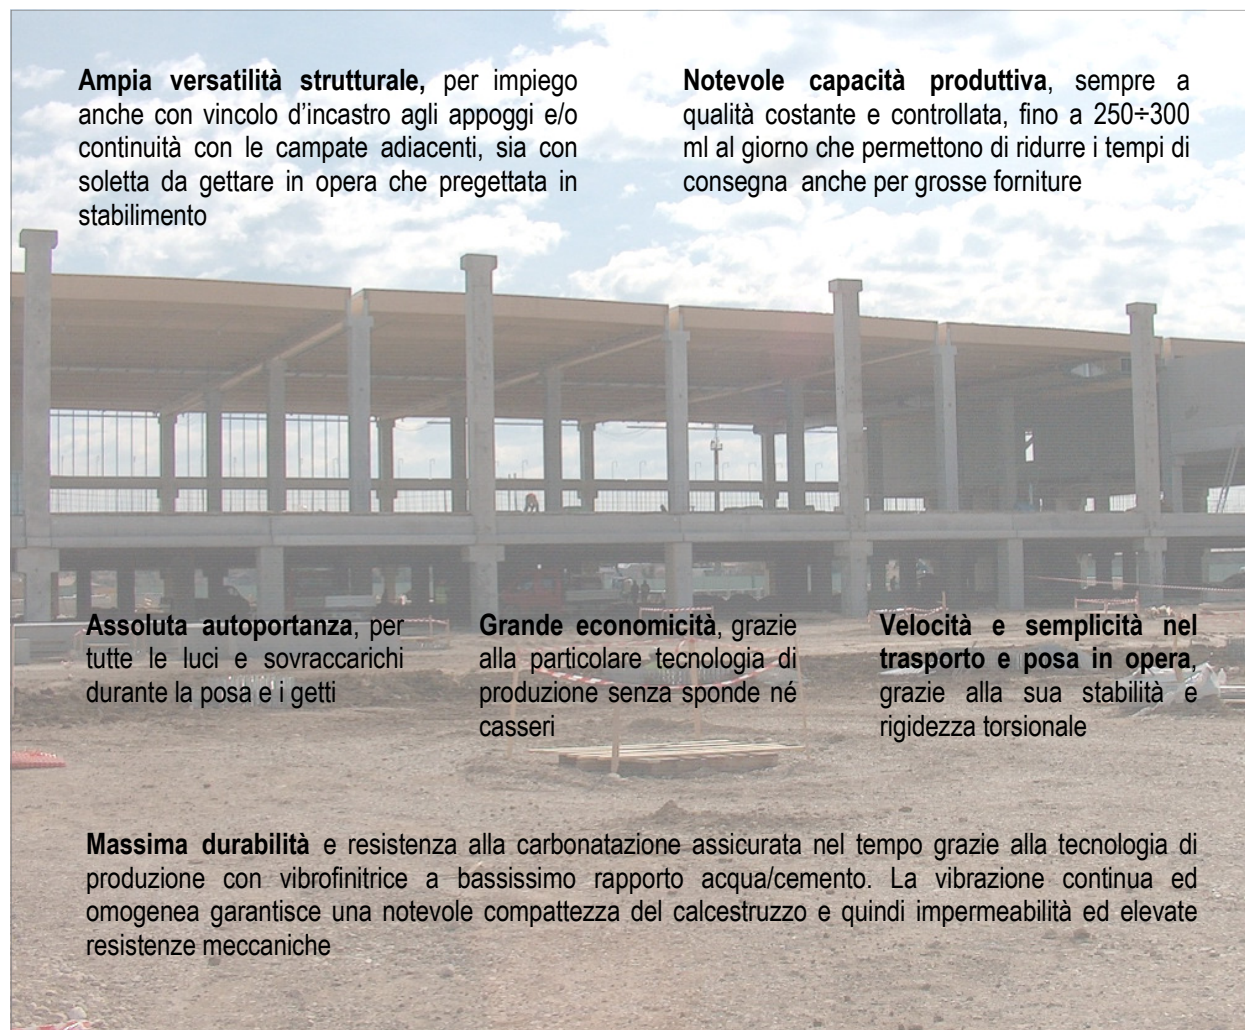 Ampia versatilità strutturale, per impiego
anche con vincolo d’incastro agli appoggi e/o
continuità con le campate adiacenti, sia con
soletta da gettare in opera che pregettata in
stabilimento
Notevole capacità produttiva, sempre a
qualità costante e controllata, fino a 250÷300
ml al giorno che permettono di ridurre i tempi di
consegna anche per grosse forniture
Assoluta autoportanza, per
tutte le luci e sovraccarichi
durante la posa e i getti
Grande economicità, grazie
alla particolare tecnologia di
produzione senza sponde né
casseri
Velocità e semplicità nel
trasporto e posa in opera,
grazie alla sua stabilità e
rigidezza torsionale
Massima durabilità e resistenza alla carbonatazione assicurata nel tempo grazie alla tecnologia di
produzione con vibrofinitrice a bassissimo rapporto acqua/cemento. La vibrazione continua ed
omogenea garantisce una notevole compattezza del calcestruzzo e quindi impermeabilità ed elevate
resistenze meccaniche